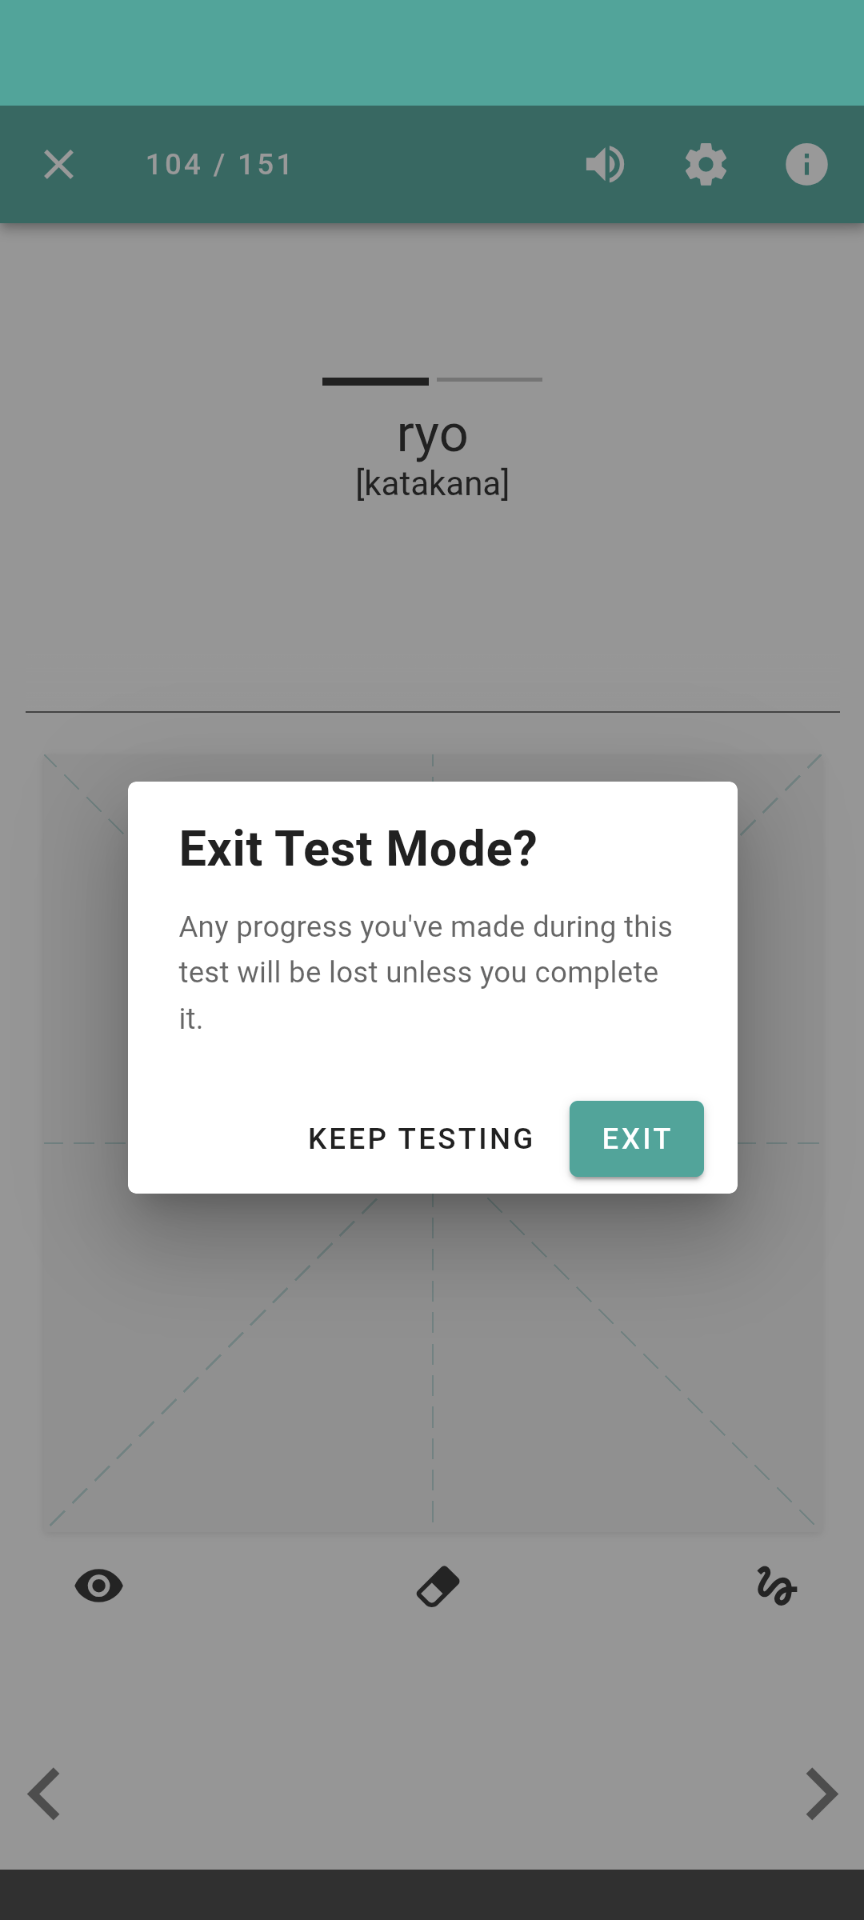 104 / 151
ryo
[katakana]
Exit Test Mode?
Any progress you've made during this
test will be lost unless you complete
it.
KEEP TESTING
EXIT